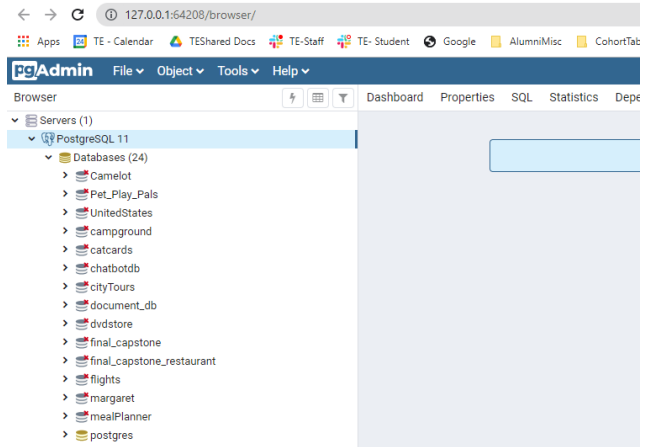 127.0.0.1:64208/browser/
Apps 24 TE - Calendar TEShared Docs TE-Staff TE- Student Google AlumniMisc CohortTab
pgAdmin File Object Tools Help
Browser Dashboard Properties SQL Statistics Depe
Servers (1)
PostgreSQL 11
Databases (24)
Camelot
Pet_Play_Pals
UnitedStates
campground
catcards
chatbotdb
cityTours
document_db
dvdstore
final_capstone
final_capstone_restaurant
flights
margaret
mealPlanner
postgres